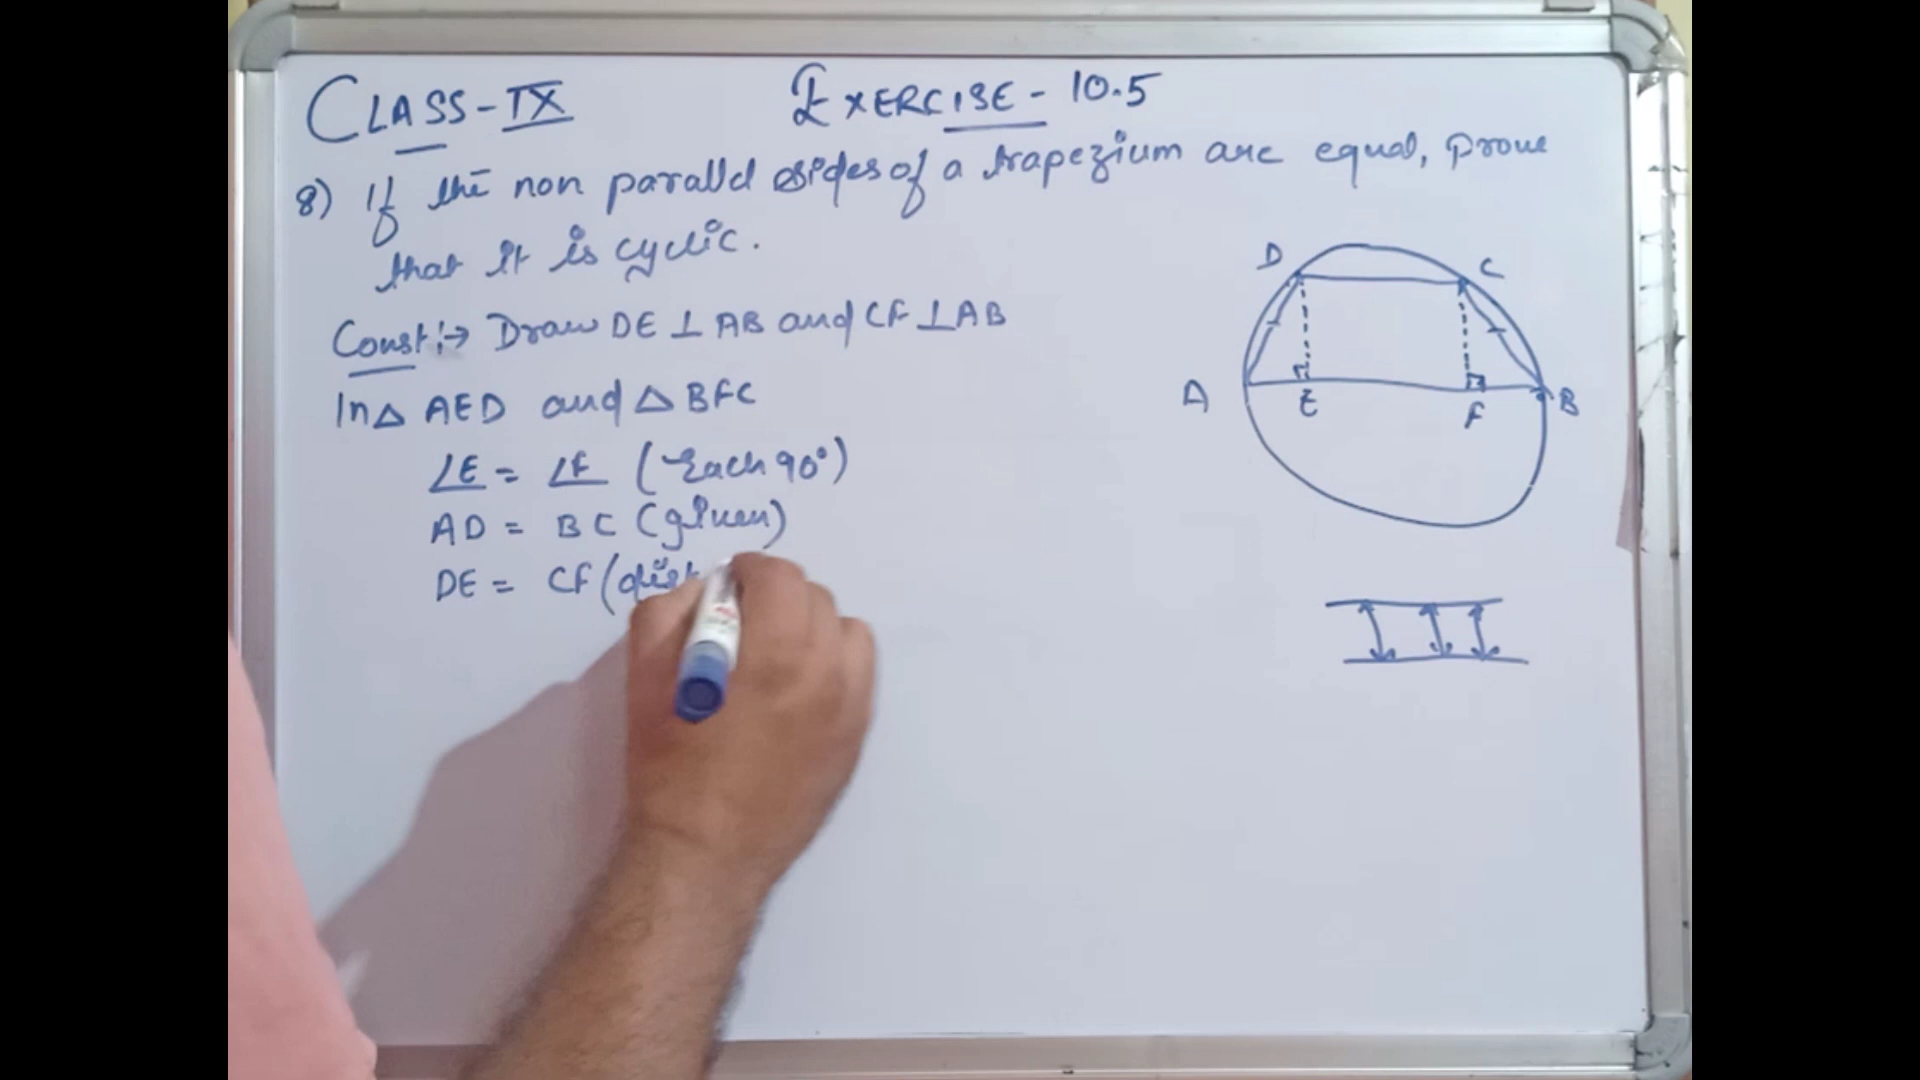 CLASS-IX EXERCISE-10.5
8) If the non parallel sides of a trapezium are equal, prove
that it is cyclic.
Const:→ Draw DE⊥AB and CF⊥AB
In△ AED and △BFC
∠E = ∠F (Each 90°)
AD = BC (given)
DE = CF (dist
D C
A E F B